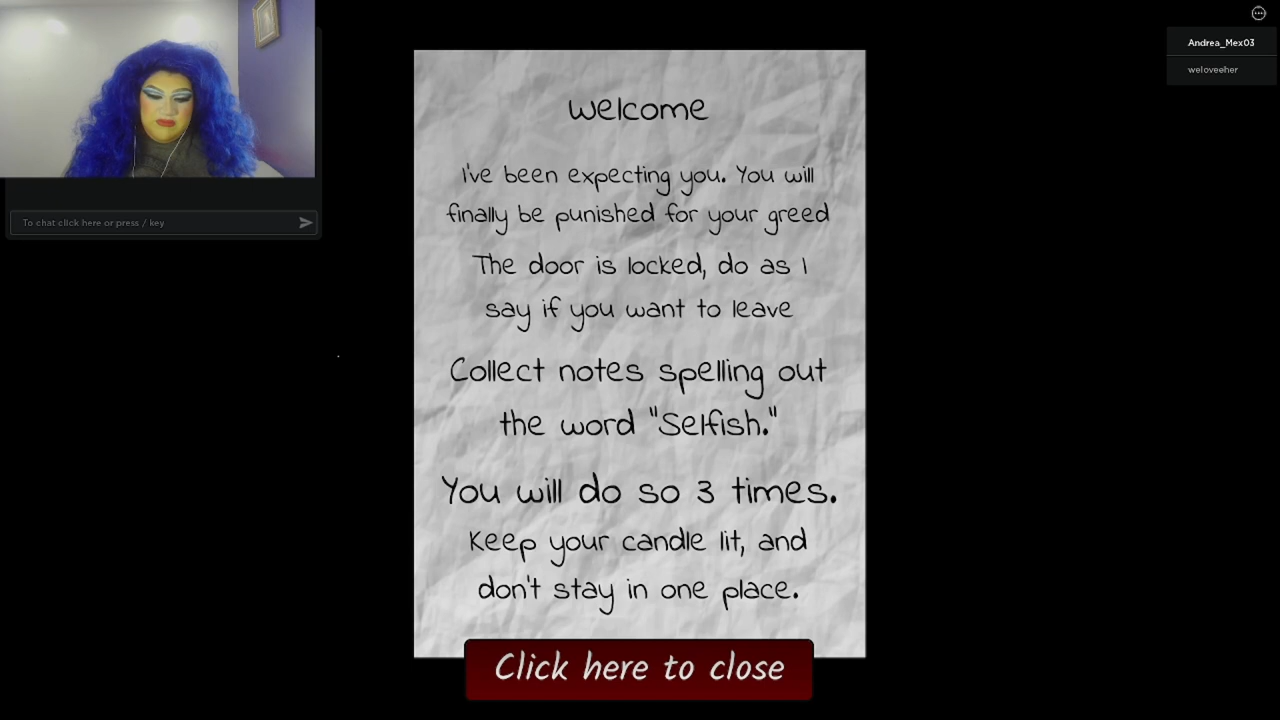 Andrea_Mex03
weloveeher
To chat click here or press / key
Welcome
I've been expecting you. You will
finally be punished for your greed
The door is locked, do as I
say if you want to leave
Collect notes spelling out
the word "Selfish."
You will do so 3 times.
Keep your candle lit, and
don't stay in one place.
Click here to close